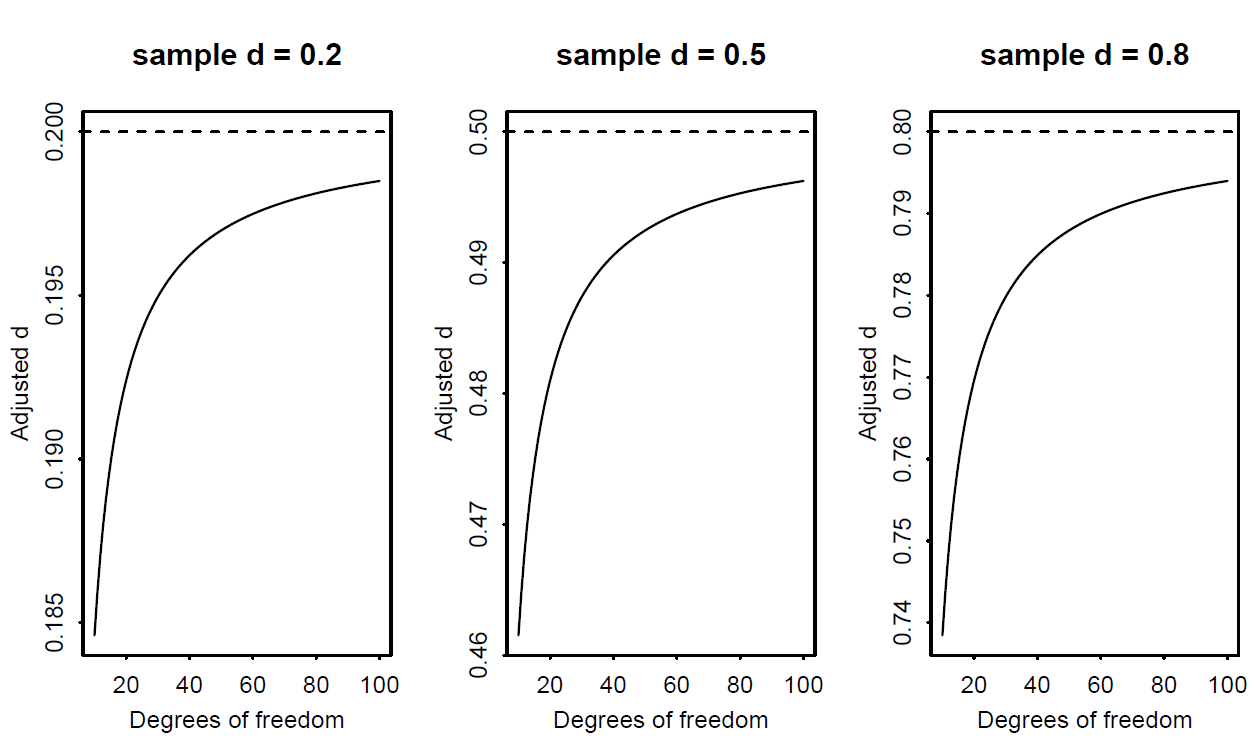 sample d = 0.2
Adjusted d
0.200
0.195
0.190
0.185
20 40 60 80 100
Degrees of freedom
sample d = 0.5
Adjusted d
0.50
0.49
0.48
0.47
0.46
20 40 60 80 100
Degrees of freedom
sample d = 0.8
Adjusted d
0.80
0.79
0.78
0.77
0.76
0.75
0.74
20 40 60 80 100
Degrees of freedom